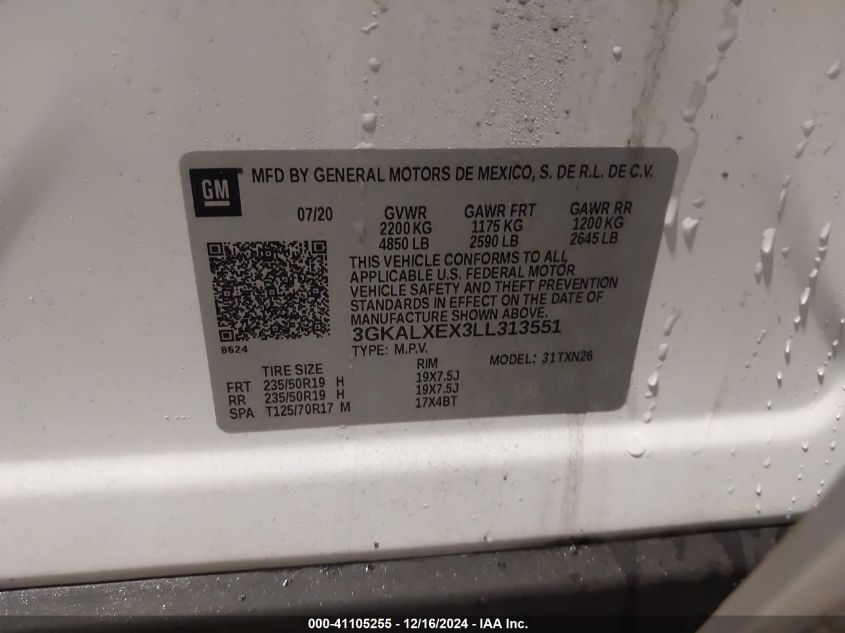 GM
MFD BY GENERAL MOTORS DE MEXICO, S. DE R.L. DE C.V.
07/20 GVWR GAWR FRT GAWR RR
2200 KG 1175 KG 1200 KG
4850 LB 2590 LB 2645 LB
THIS VEHICLE CONFORMS TO ALL
APPLICABLE U.S. FEDERAL MOTOR
VEHICLE SAFETY AND THEFT PREVENTION
STANDARDS IN EFFECT ON THE DATE OF
MANUFACTURE SHOWN ABOVE.
3GKALXEX3LL313551
8624
TYPE: M.P.V. MODEL: 31TXN26
TIRE SIZE RIM
FRT 235/50R19 H 19X7.5J
RR 235/50R19 H 19X7.5J
SPA T125/70R17 M 17X4BT
000-41105255 - 12/16/2024 - IAA Inc.